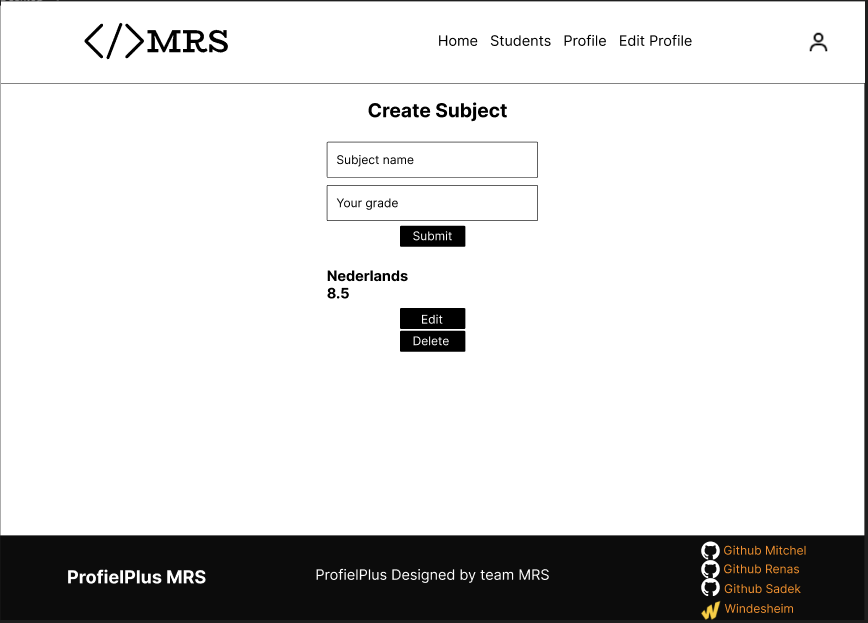 </>MRS
Home Students Profile Edit Profile
Create Subject
Subject name
Your grade
Submit
Nederlands
8.5
Edit
Delete
ProfielPlus MRS
ProfielPlus Designed by team MRS
Github Mitchel
Github Renas
Github Sadek
Windesheim